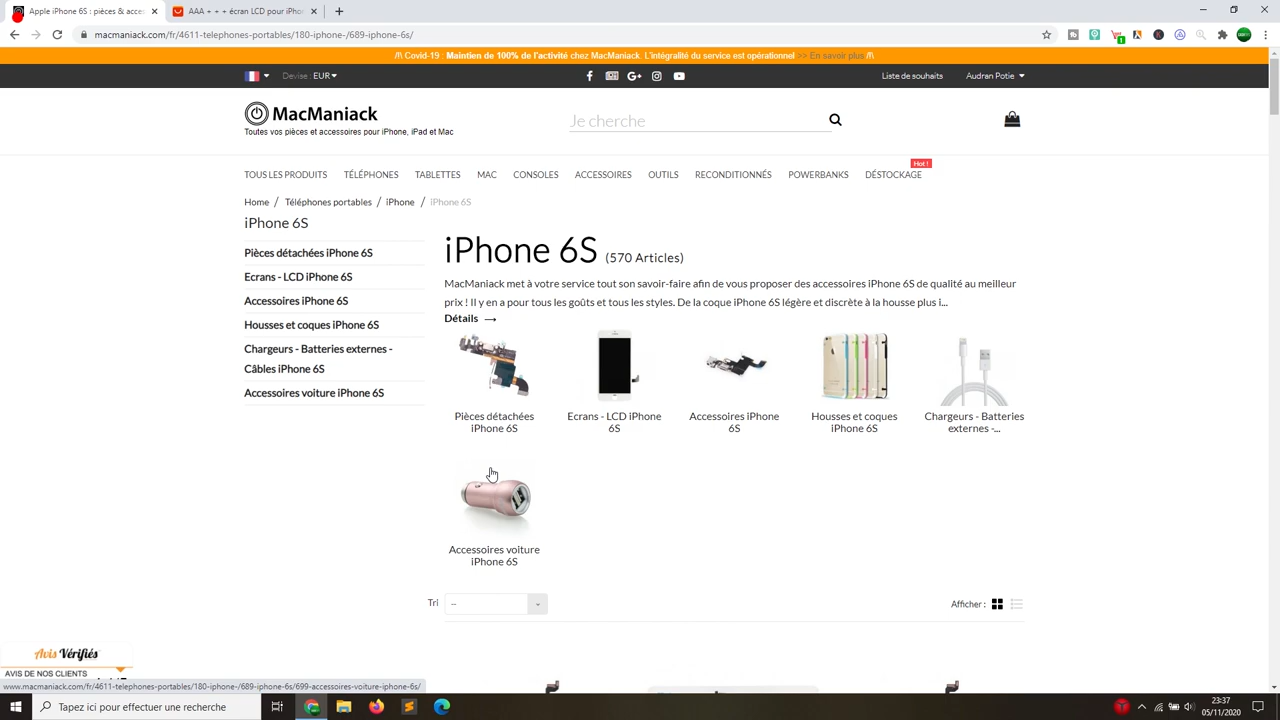 Apple iPhone 6S : pièces & acces
AAA + + + écran LCD pour iPhon
macmaniack.com/fr/4611-telephones-portables/180-iphone-/689-iphone-6s/
/!\ Covid-19 : Maintien de 100% de l'activité chez MacManiack. L'intégralité du service est opérationnel >> En savoir plus /!\
Devise : EUR
Liste de souhaits
Audran Potie
MacManiack
Toutes vos pièces et accessoires pour iPhone, iPad et Mac
Je cherche
Hot !
TOUS LES PRODUITS TÉLÉPHONES TABLETTES MAC CONSOLES ACCESSOIRES OUTILS RECONDITIONNÉS POWERBANKS DÉSTOCKAGE
Home / Téléphones portables / iPhone / iPhone 6S
iPhone 6S
Pièces détachées iPhone 6S
Ecrans - LCD iPhone 6S
Accessoires iPhone 6S
Housses et coques iPhone 6S
Chargeurs - Batteries externes -
Câbles iPhone 6S
Accessoires voiture iPhone 6S
iPhone 6S (570 Articles)
MacManiack met à votre service tout son savoir-faire afin de vous proposer des accessoires iPhone 6S de qualité au meilleur
prix ! Il y en a pour tous les goûts et tous les styles. De la coque iPhone 6S légère et discrète à la housse plus i...
Détails
Pièces détachées
iPhone 6S
Ecrans - LCD iPhone
6S
Accessoires iPhone
6S
Housses et coques
iPhone 6S
Chargeurs - Batteries
externes -...
Accessoires voiture
iPhone 6S
Tri
--
Afficher :
Avis Vérifiés
AVIS DE NOS CLIENTS
www.macmaniack.com/fr/4611-telephones-portables/180-iphone-/689-iphone-6s/699-accessoires-voiture-iphone-6s/
Tapez ici pour effectuer une recherche
23:37
05/11/2020